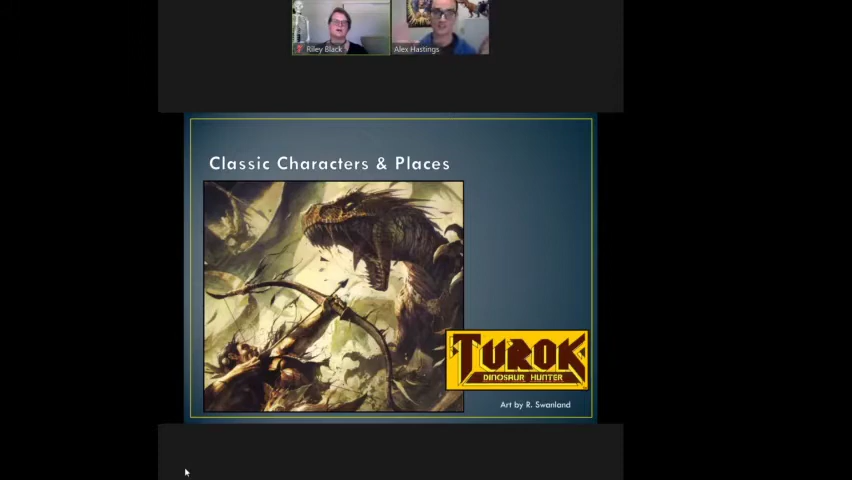 Riley Black
Alex Hastings
Classic Characters & Places
TUROK
DINOSAUR HUNTER
Art by R. Swanland